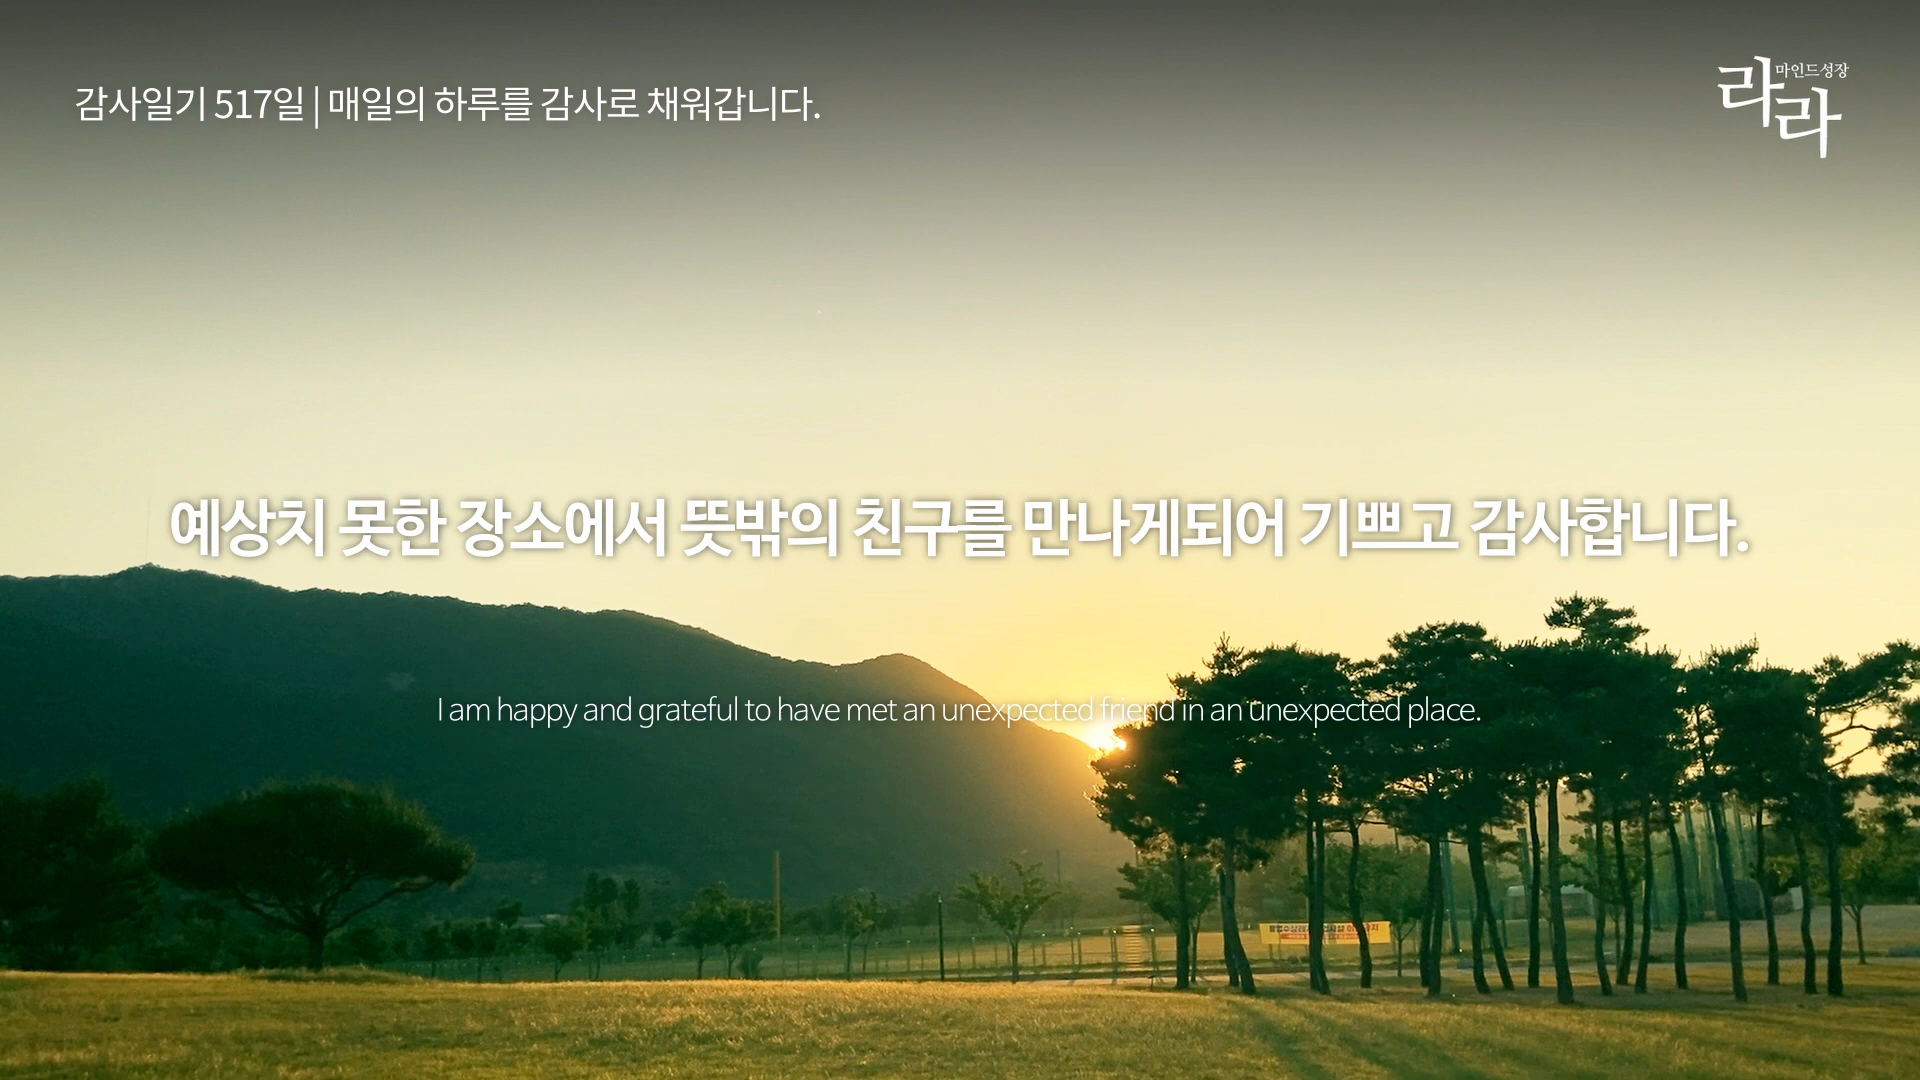 감사일기 517일 | 매일의 하루를 감사로 채워갑니다.
마인드성장
라라
예상치 못한 장소에서 뜻밖의 친구를 만나게되어 기쁘고 감사합니다.
I am happy and grateful to have met an unexpected friend in an unexpected place.